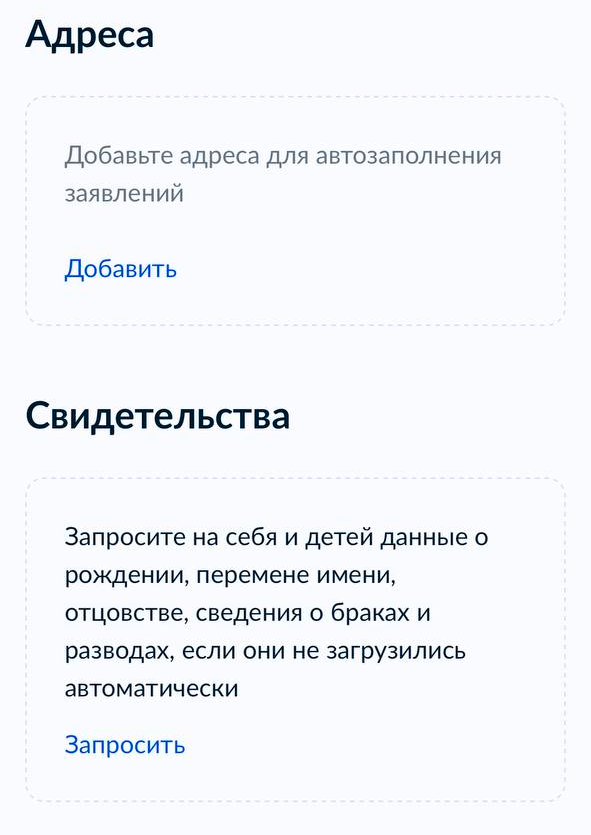 Адреса
Добавьте адреса для автозаполнения
заявлений
Добавить
Свидетельства
Запросите на себя и детей данные о
рождении, перемене имени,
отцовстве, сведения о браках и
разводах, если они не загрузились
автоматически
Запросить